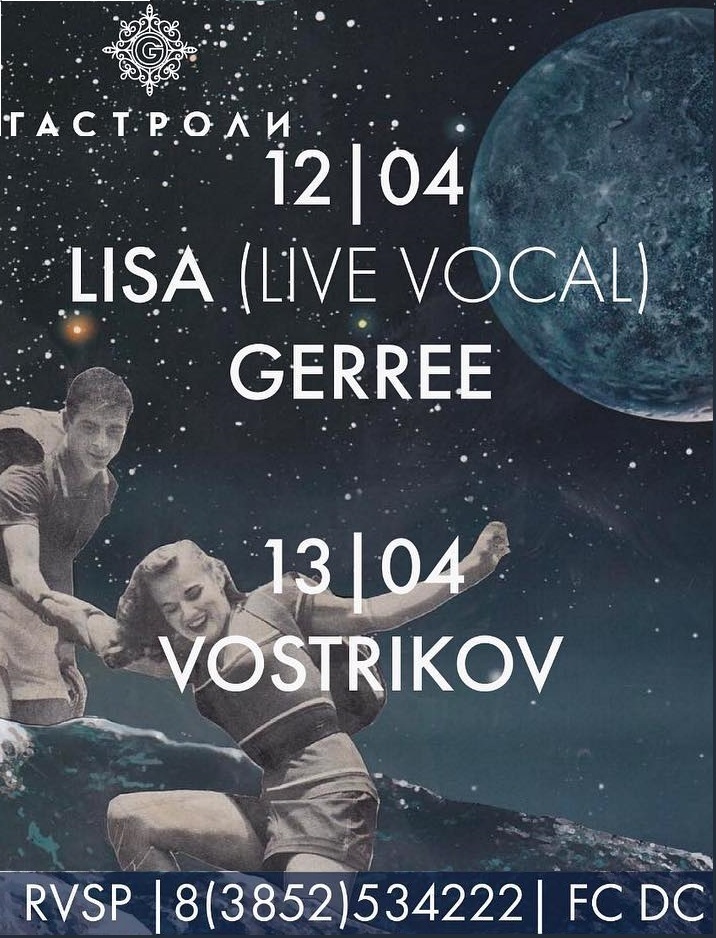 G
ГАСТРОЛИ
12|04
LISA (LIVE VOCAL)
GERREE
13|04
VOSTRIKOV
RVSP |8(3852)534222| FC DC